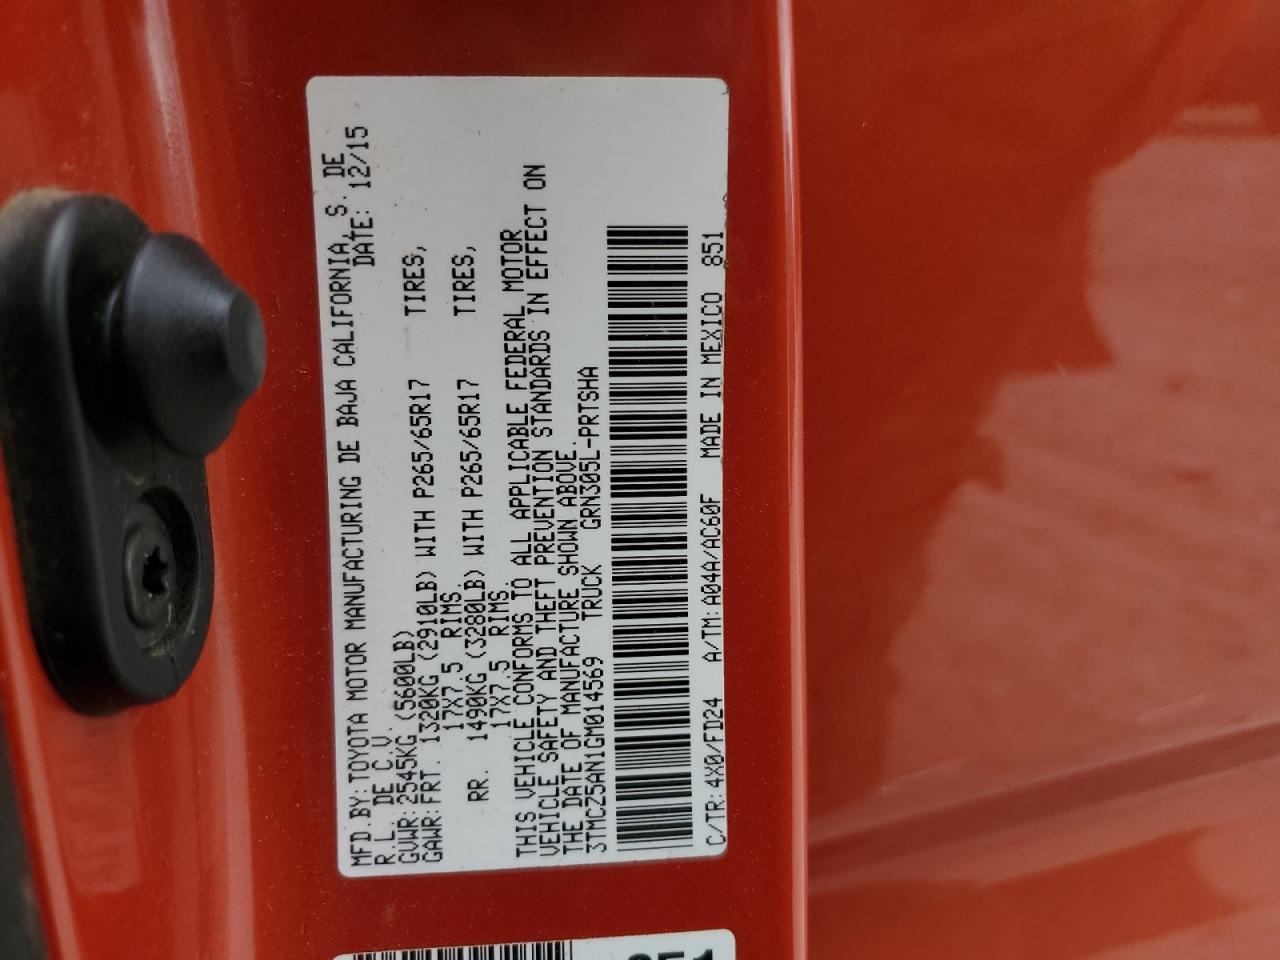 MFD.BY:TOYOTA MOTOR MANUFACTURING DE BAJA CALIFORNIA, S. DE
R.L. DE C.V. DATE: 12/15
GVWR:2545KG (5600LB)
GAWR:FRT. 1320KG (2910LB) WITH P265/65R17 TIRES,
17X7.5 RIMS.
RR. 1490KG (3280LB) WITH P265/65R17 TIRES,
17X7.5 RIMS.
THIS VEHICLE CONFORMS TO ALL APPLICABLE FEDERAL MOTOR
VEHICLE SAFETY AND THEFT PREVENTION STANDARDS IN EFFECT ON
THE DATE OF MANUFACTURE SHOWN ABOVE.
3TMCZ5AN1GM014569 TRUCK GRN305L-PRTSHA
C/TR:4X0/FD24 A/TM:A04A/AC60F MADE IN MEXICO 851